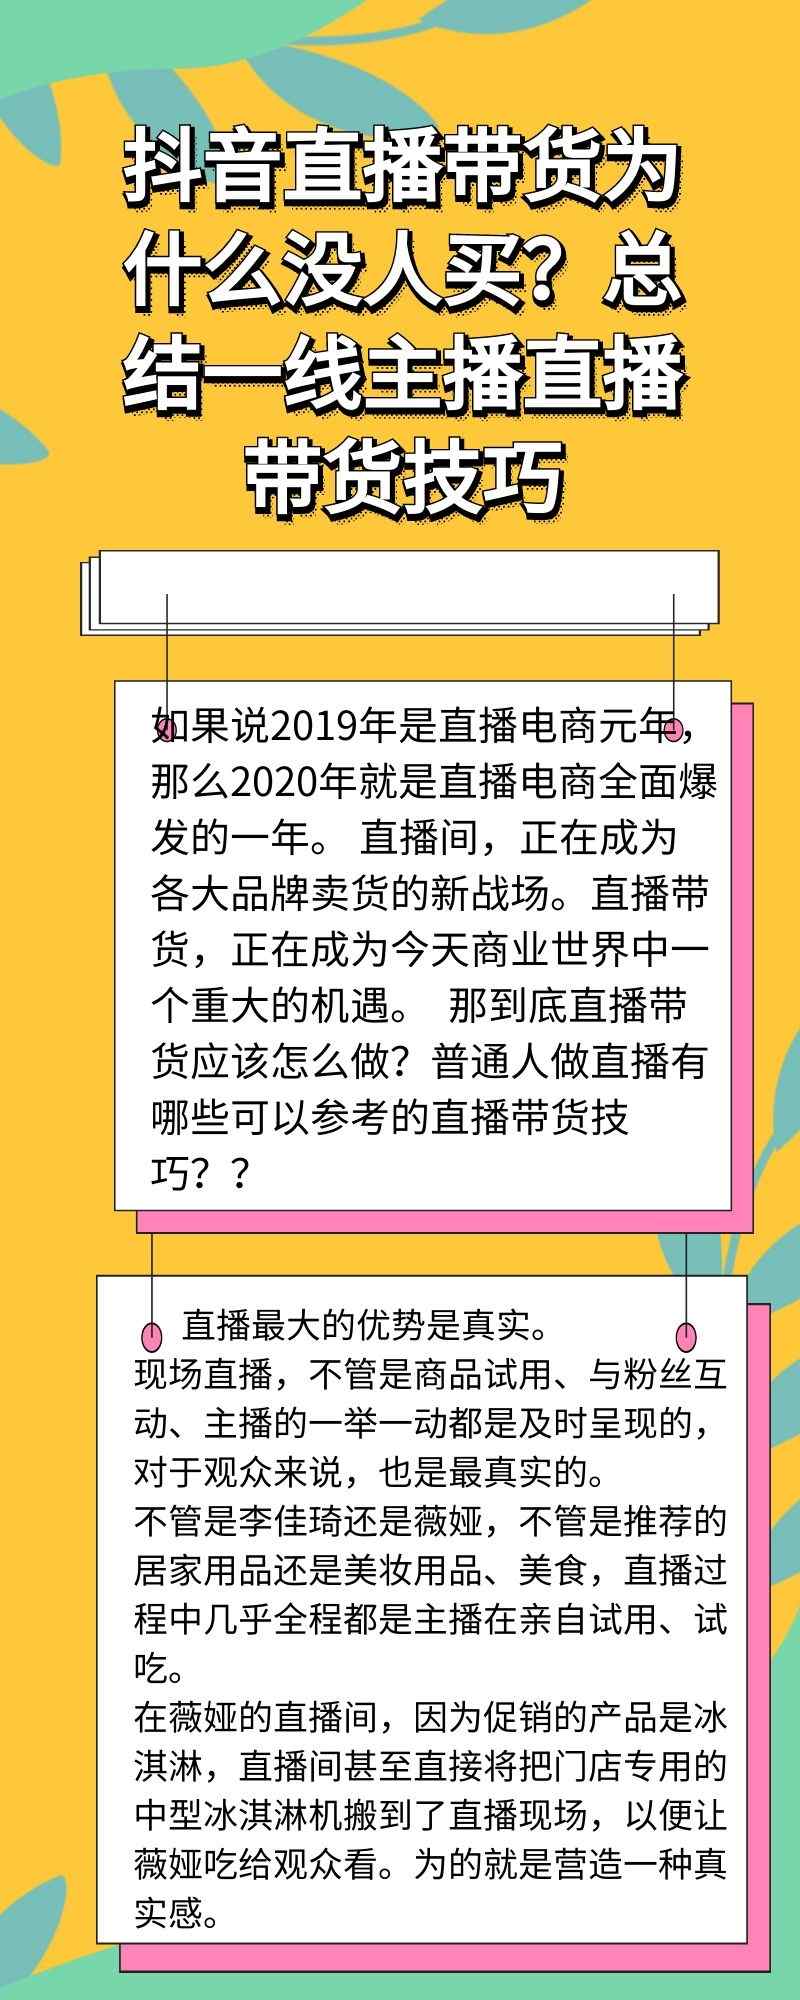 抖音直播带货为
什么没人买？总
结一线主播直播
带货技巧
如果说2019年是直播电商元年，
那么2020年就是直播电商全面爆
发的一年。 直播间，正在成为
各大品牌卖货的新战场。直播带
货，正在成为今天商业世界中一
个重大的机遇。 那到底直播带
货应该怎么做？普通人做直播有
哪些可以参考的直播带货技
巧？？
直播最大的优势是真实。
现场直播，不管是商品试用、与粉丝互
动、主播的一举一动都是及时呈现的，
对于观众来说，也是最真实的。
不管是李佳琦还是薇娅，不管是推荐的
居家用品还是美妆用品、美食，直播过
程中几乎全程都是主播在亲自试用、试
吃。
在薇娅的直播间，因为促销的产品是冰
淇淋，直播间甚至直接将把门店专用的
中型冰淇淋机搬到了直播现场，以便让
薇娅吃给观众看。为的就是营造一种真
实感。